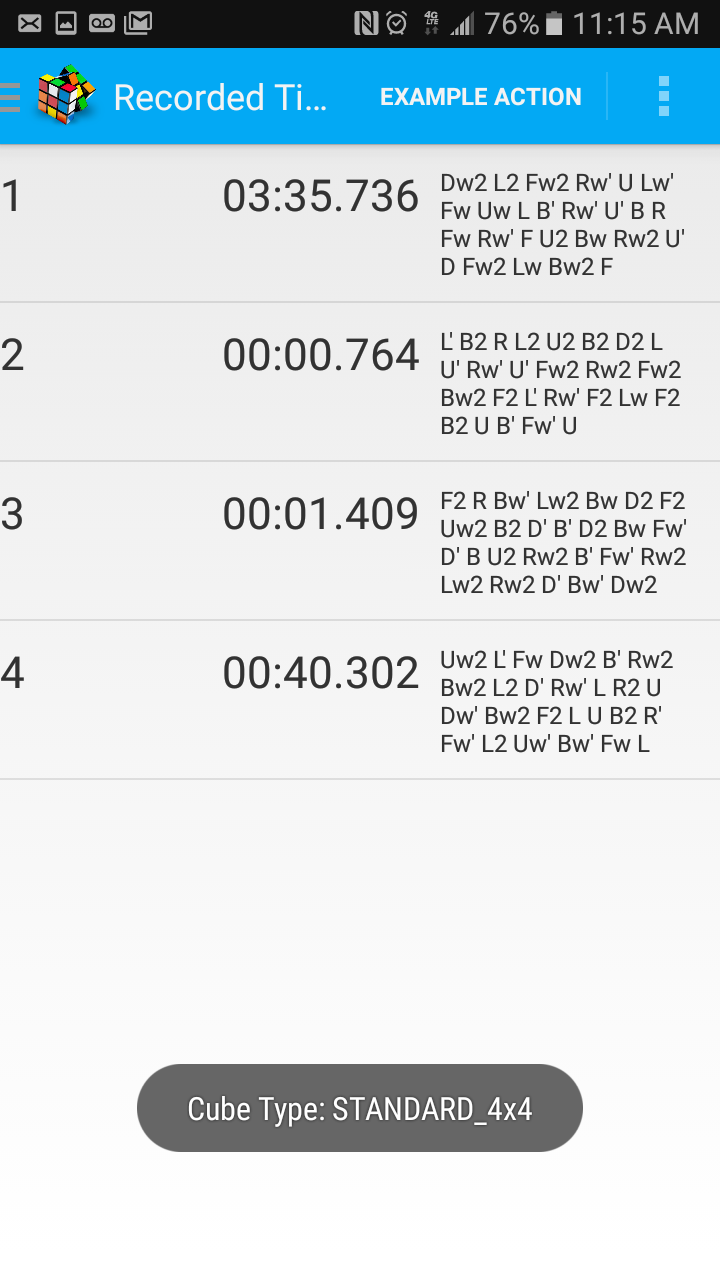 4G LTE 76% 11:15 AM
Recorded Ti... EXAMPLE ACTION
1 03:35.736 Dw2 L2 Fw2 Rw' U Lw'
Fw Uw L B' Rw' U' B R
Fw Rw' F U2 Bw Rw2 U'
D Fw2 Lw Bw2 F
2 00:00.764 L' B2 R L2 U2 B2 D2 L
U' Rw' U' Fw2 Rw2 Fw2
Bw2 F2 L' Rw' F2 Lw F2
B2 U B' Fw' U
3 00:01.409 F2 R Bw' Lw2 Bw D2 F2
Uw2 B2 D' B' D2 Bw Fw'
D' B U2 Rw2 B' Fw' Rw2
Lw2 Rw2 D' Bw' Dw2
4 00:40.302 Uw2 L' Fw Dw2 B' Rw2
Bw2 L2 D' Rw' L R2 U
Dw' Bw2 F2 L U B2 R'
Fw' L2 Uw' Bw' Fw L
Cube Type: STANDARD_4x4